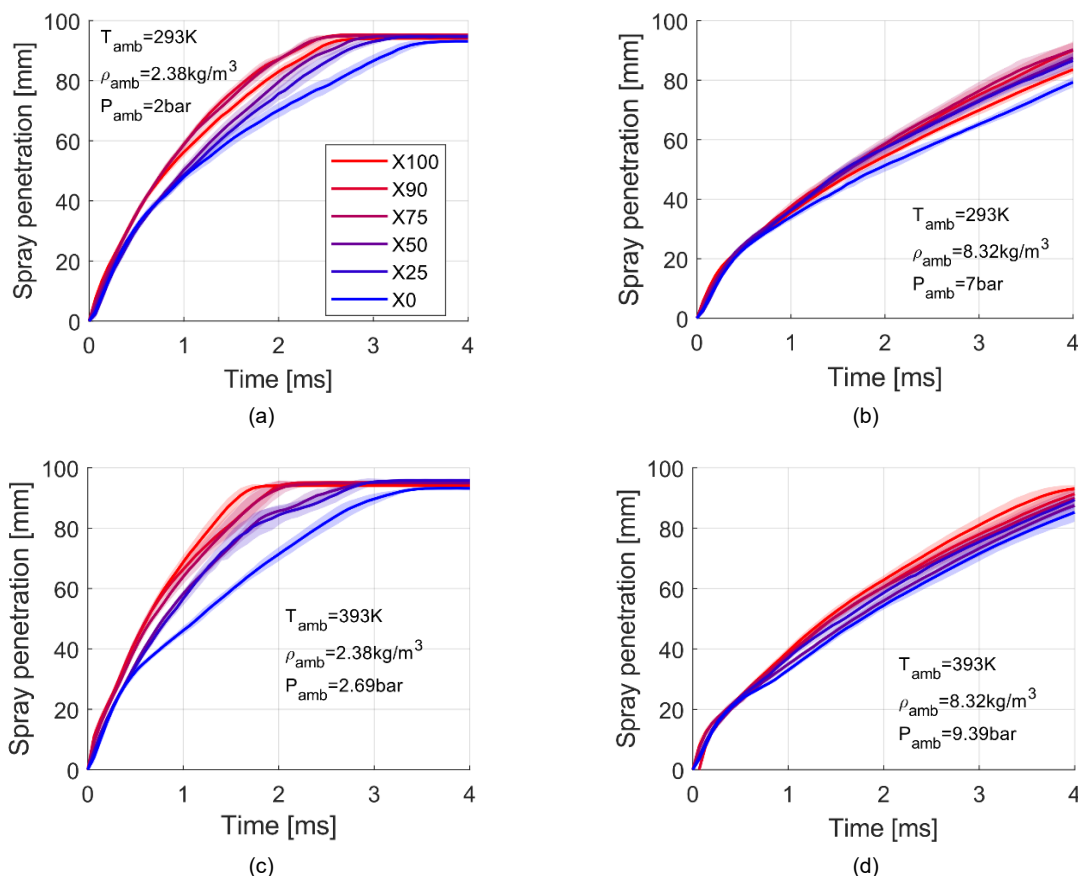 100
80
60
40
20
0
Spray penetration [mm]
T_amb=293K
ρ_amb=2.38kg/m³
P_amb=2bar
X100
X90
X75
X50
X25
X0
0 1 2 3 4
Time [ms]
(a)
100
80
60
40
20
0
Spray penetration [mm]
T_amb=293K
ρ_amb=8.32kg/m³
P_amb=7bar
0 1 2 3 4
Time [ms]
(b)
100
80
60
40
20
0
Spray penetration [mm]
T_amb=393K
ρ_amb=2.38kg/m³
P_amb=2.69bar
0 1 2 3 4
Time [ms]
(c)
100
80
60
40
20
0
Spray penetration [mm]
T_amb=393K
ρ_amb=8.32kg/m³
P_amb=9.39bar
0 1 2 3 4
Time [ms]
(d)